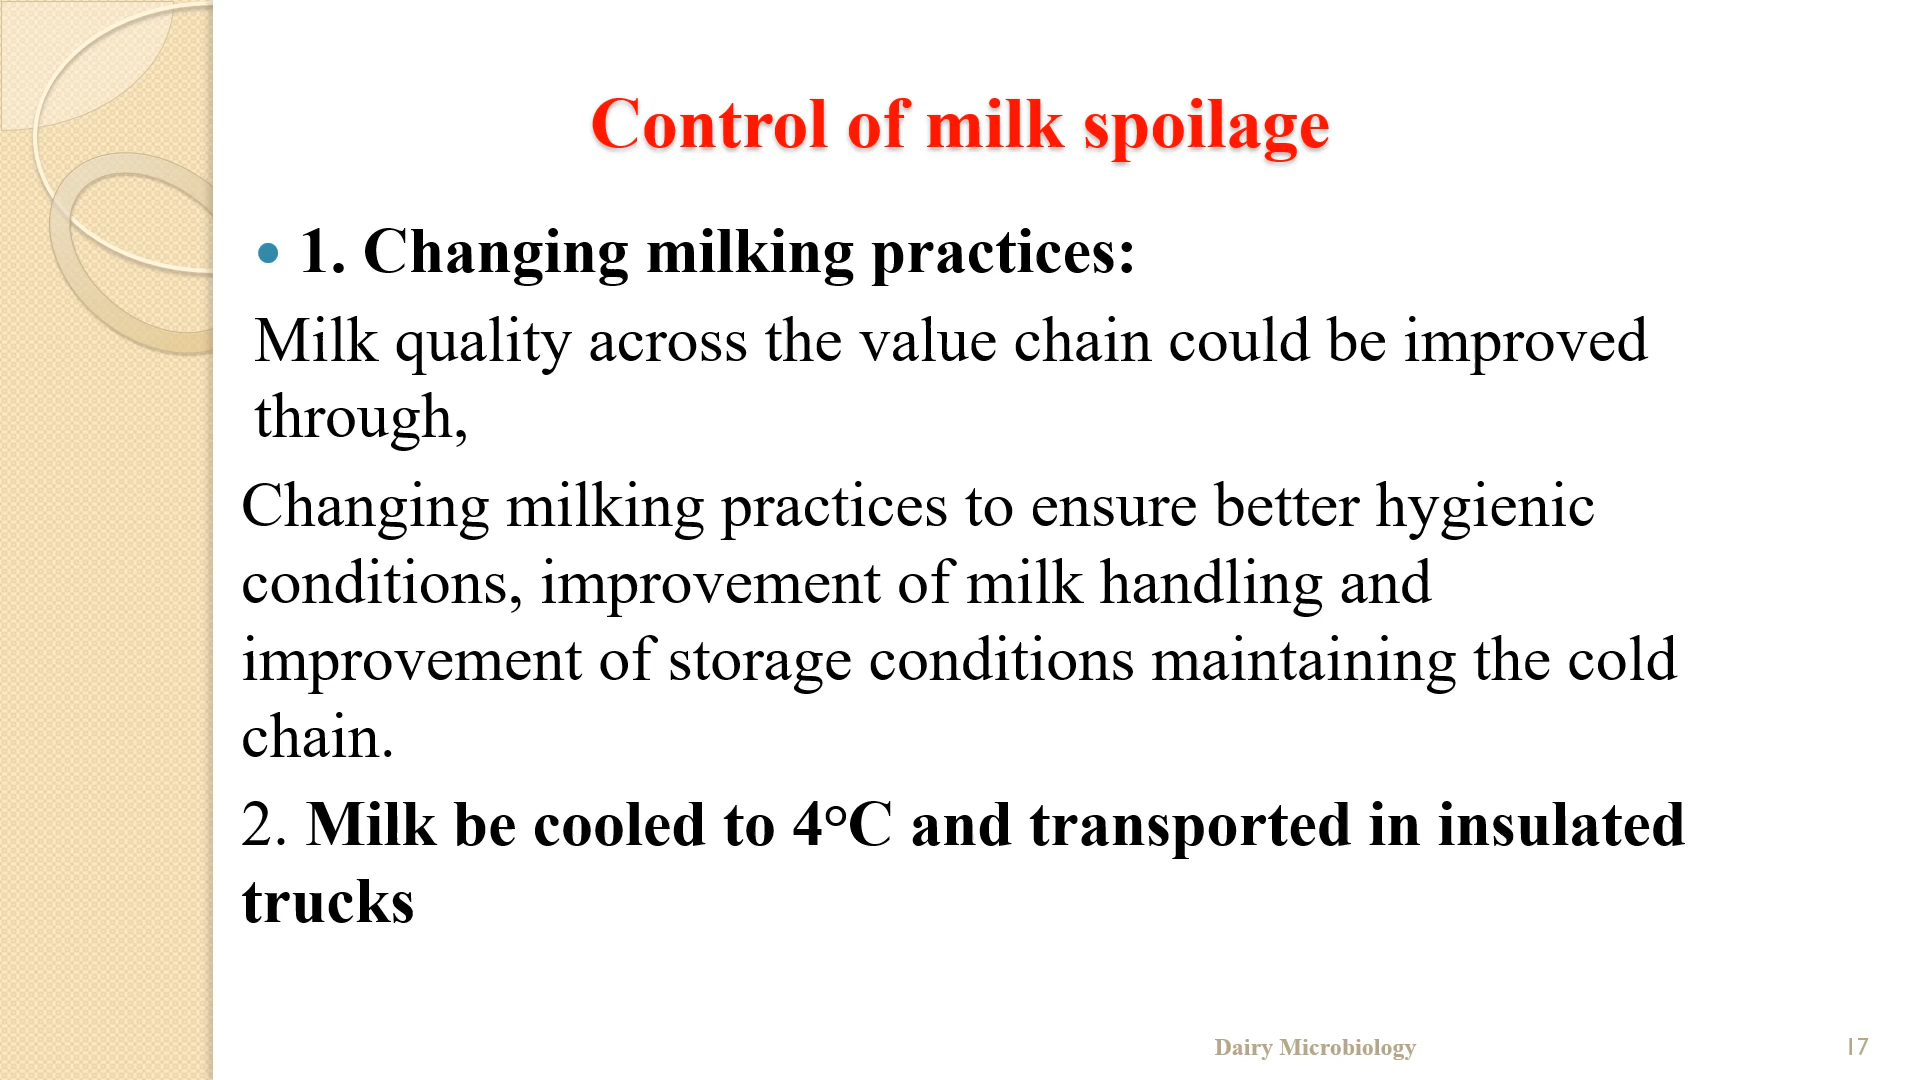 Control of milk spoilage
• 1. Changing milking practices:
Milk quality across the value chain could be improved
through,
Changing milking practices to ensure better hygienic
conditions, improvement of milk handling and
improvement of storage conditions maintaining the cold
chain.
2. Milk be cooled to 4°C and transported in insulated
trucks
Dairy Microbiology
17